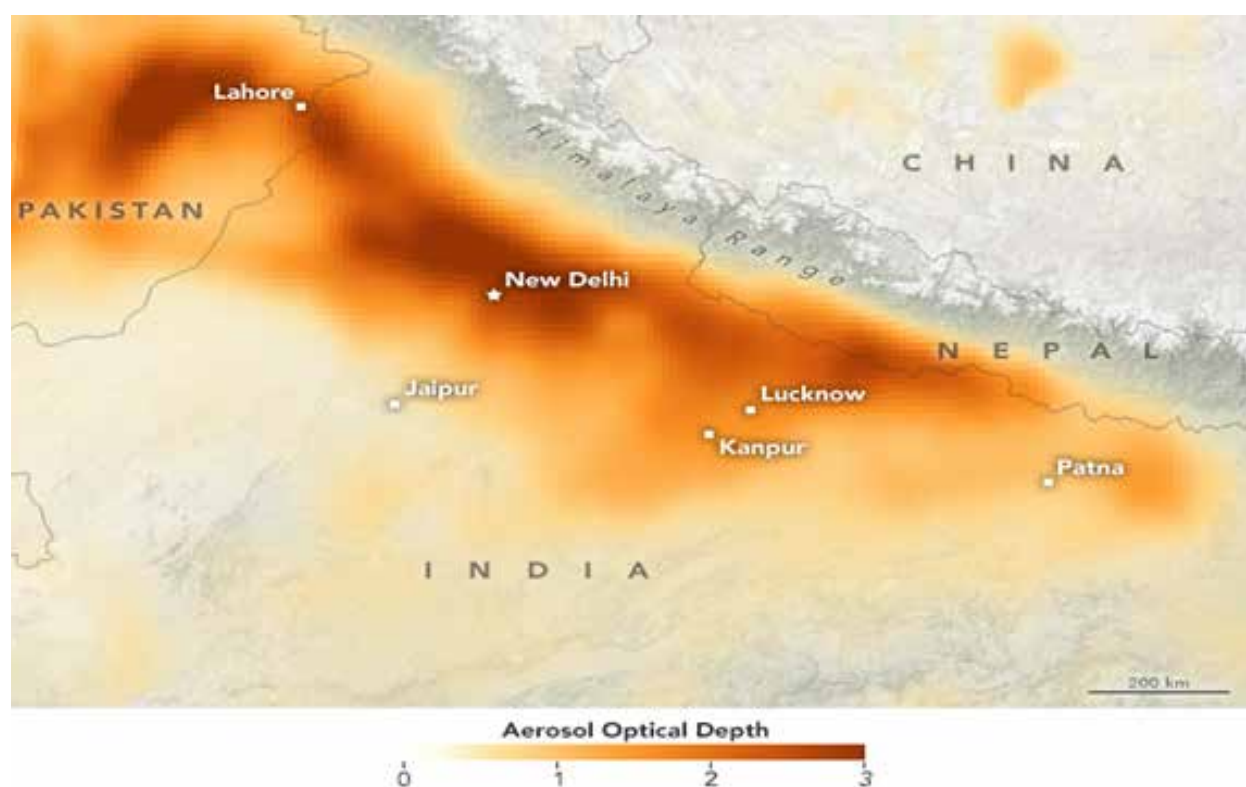 Lahore
CHINA
Himalaya Range
PAKISTAN
New Delhi
NEPAL
Jaipur
Lucknow
Kanpur
Patna
INDIA
200 km
Aerosol Optical Depth
0 1 2 3